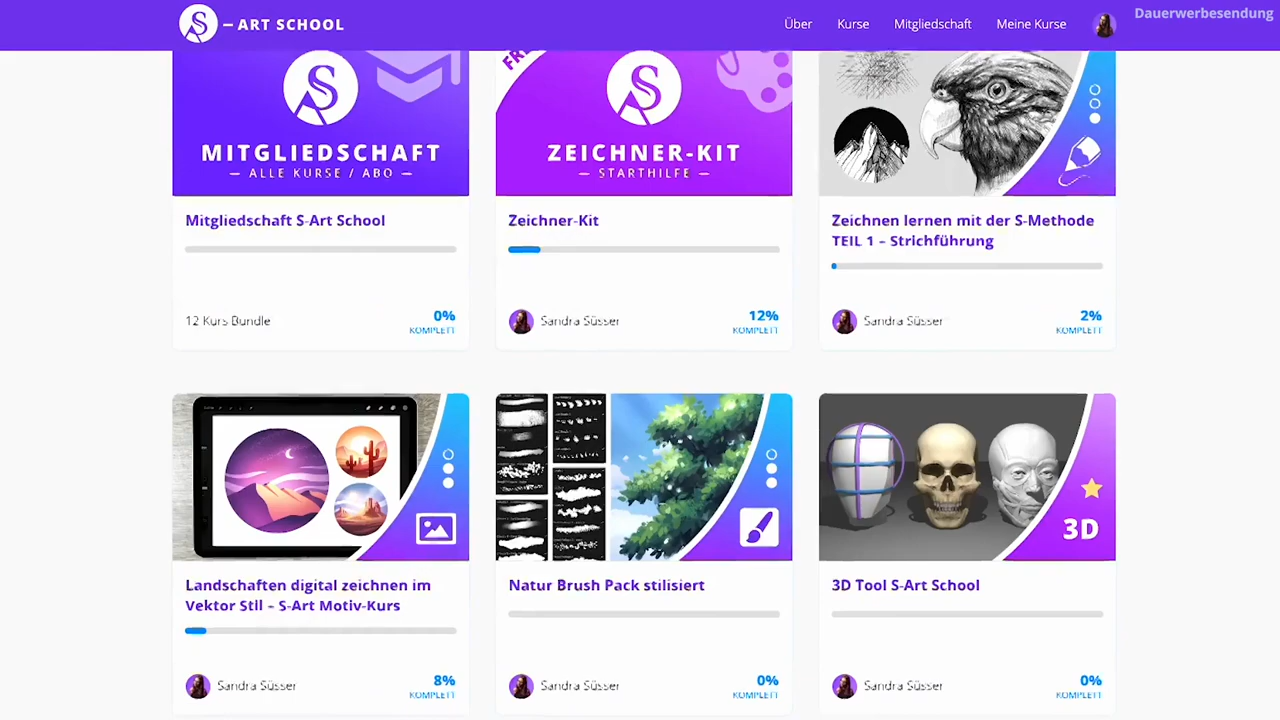 – ART SCHOOL
Über
Kurse
Mitgliedschaft
Meine Kurse
Dauerwerbesendung
MITGLIEDSCHAFT
— ALLE KURSE / ABO —
Mitgliedschaft S-Art School
12 Kurs Bundle
0%
KOMPLETT
FRE
ZEICHNER-KIT
— STARTHILFE —
Zeichner-Kit
Sandra Süsser
12%
KOMPLETT
Zeichnen lernen mit der S-Methode
TEIL 1 – Strichführung
Sandra Süsser
2%
KOMPLETT
Landschaften digital zeichnen im
Vektor Stil – S-Art Motiv-Kurs
Sandra Süsser
8%
KOMPLETT
Natur Brush Pack stilisiert
Sandra Süsser
0%
KOMPLETT
3D
3D Tool S-Art School
Sandra Süsser
0%
KOMPLETT